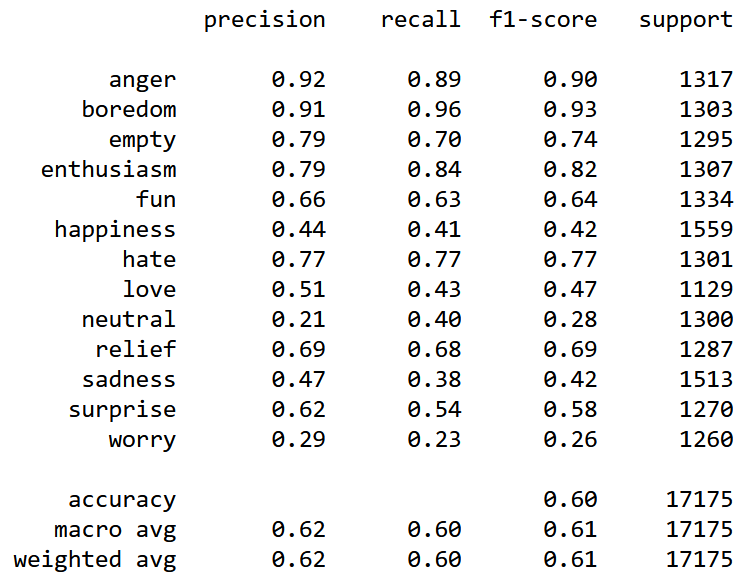 precision recall f1-score support
anger 0.92 0.89 0.90 1317
boredom 0.91 0.96 0.93 1303
empty 0.79 0.70 0.74 1295
enthusiasm 0.79 0.84 0.82 1307
fun 0.66 0.63 0.64 1334
happiness 0.44 0.41 0.42 1559
hate 0.77 0.77 0.77 1301
love 0.51 0.43 0.47 1129
neutral 0.21 0.40 0.28 1300
relief 0.69 0.68 0.69 1287
sadness 0.47 0.38 0.42 1513
surprise 0.62 0.54 0.58 1270
worry 0.29 0.23 0.26 1260
accuracy 0.60 17175
macro avg 0.62 0.60 0.61 17175
weighted avg 0.62 0.60 0.61 17175